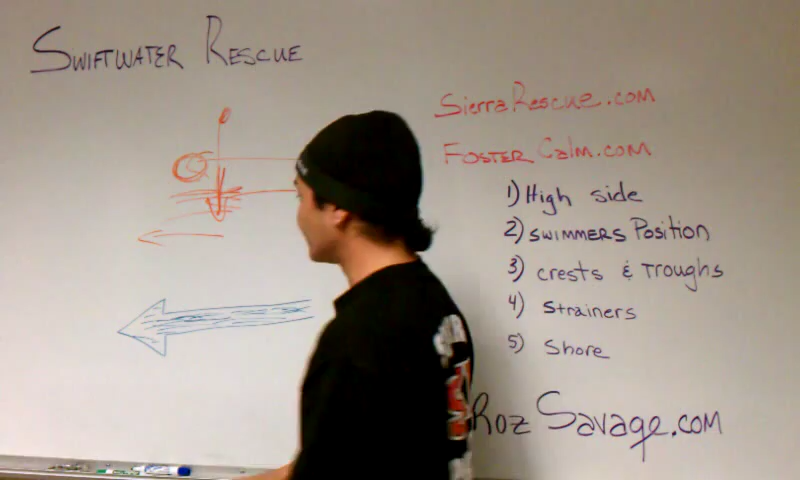 Swiftwater Rescue
SierraRescue.com
FosterCalm.com
1) High side
2) Swimmers Position
3) Crests & Troughs
4) Strainers
5) Shore
RozSavage.com